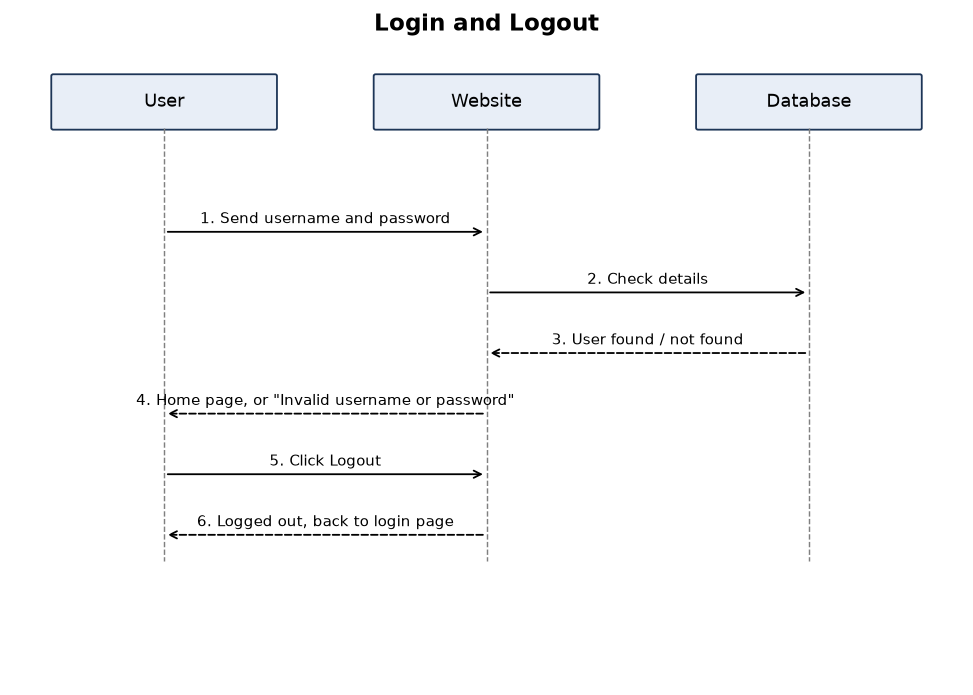 Login and Logout
User
Website
Database
1. Send username and password
2. Check details
3. User found / not found
4. Home page, or "Invalid username or password"
5. Click Logout
6. Logged out, back to login page